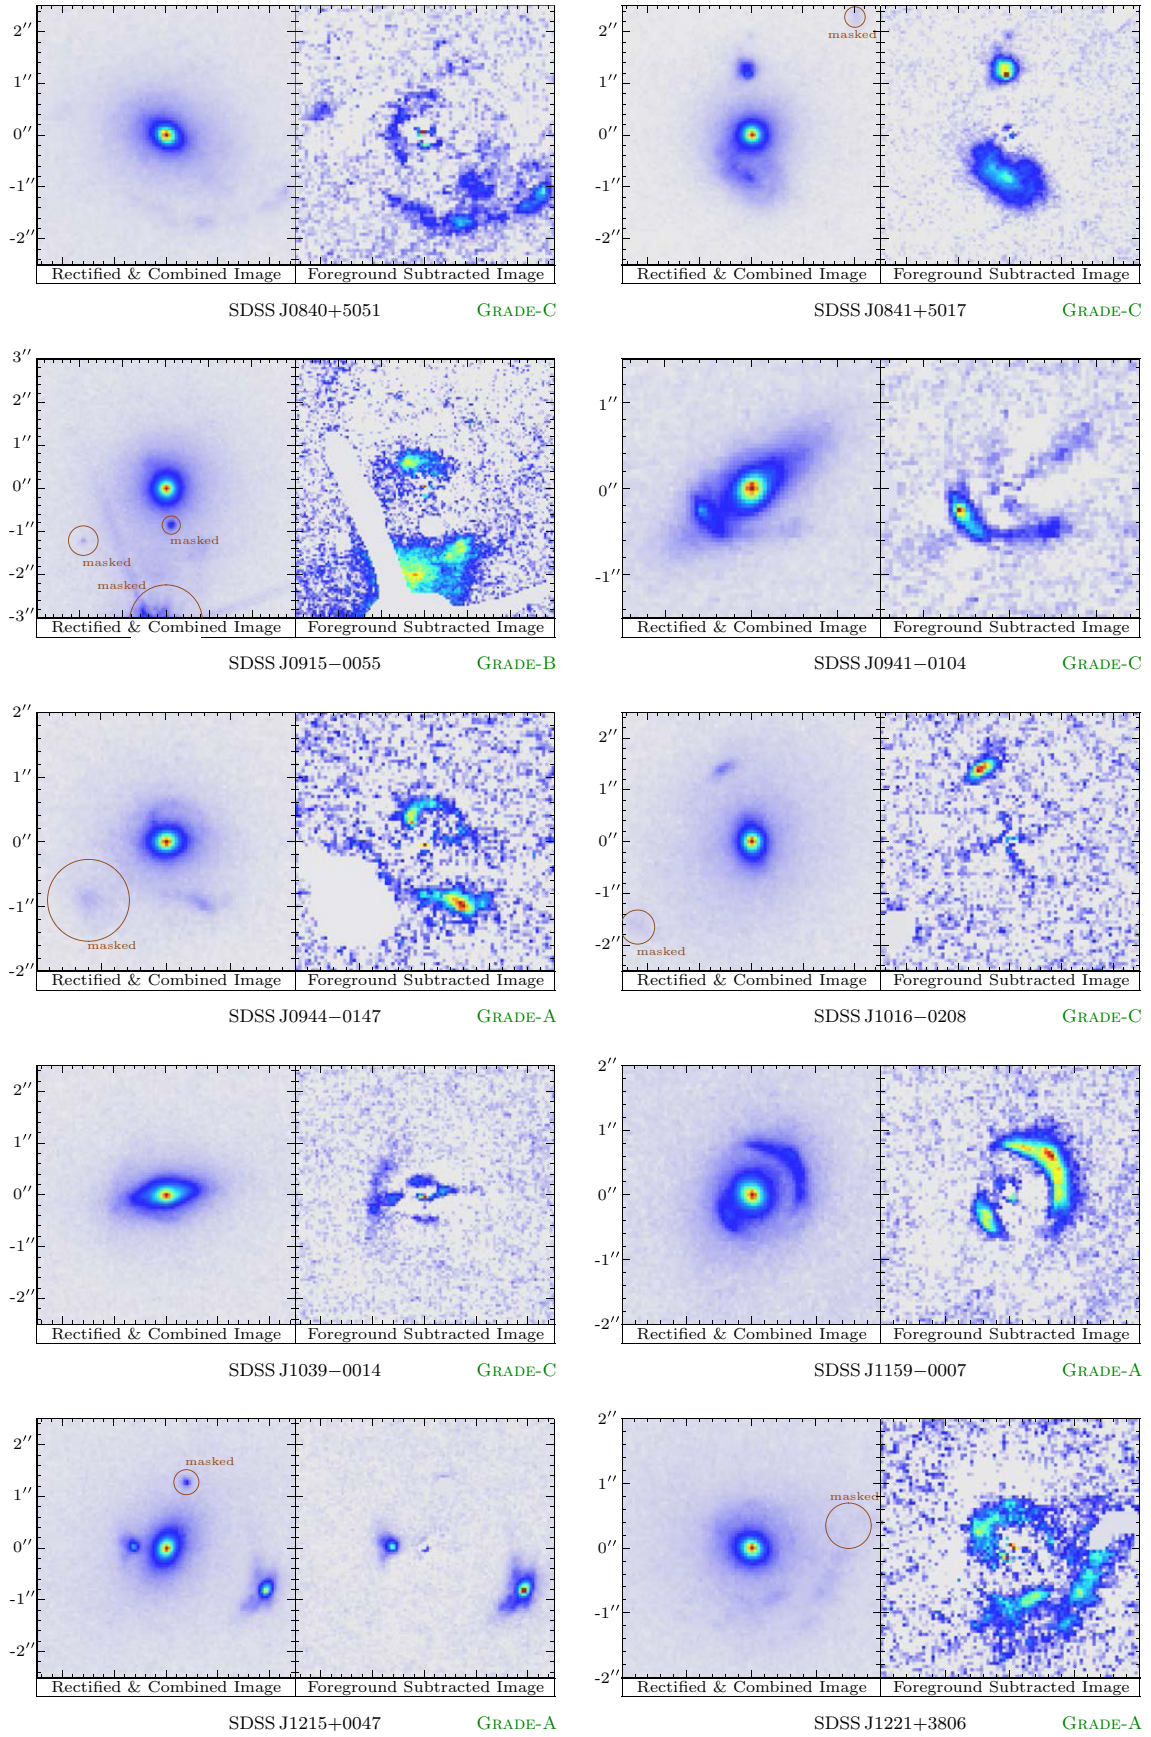 2′′
1′′
0′′
-1′′
-2′′
Rectified & Combined Image Foreground Subtracted Image
SDSS J0840+5051 GRADE-C
masked
2′′
1′′
0′′
-1′′
-2′′
Rectified & Combined Image Foreground Subtracted Image
SDSS J0841+5017 GRADE-C
3′′
2′′
1′′
0′′
-1′′
masked
masked
masked
-2′′
-3′′
Rectified & Combined Image Foreground Subtracted Image
SDSS J0915−0055 GRADE-B
1′′
0′′
-1′′
Rectified & Combined Image Foreground Subtracted Image
SDSS J0941−0104 GRADE-C
2′′
1′′
0′′
-1′′
masked
-2′′
Rectified & Combined Image Foreground Subtracted Image
SDSS J0944−0147 GRADE-A
2′′
1′′
0′′
-1′′
-2′′
masked
Rectified & Combined Image Foreground Subtracted Image
SDSS J1016−0208 GRADE-C
2′′
1′′
0′′
-1′′
-2′′
Rectified & Combined Image Foreground Subtracted Image
SDSS J1039−0014 GRADE-C
2′′
1′′
0′′
-1′′
-2′′
Rectified & Combined Image Foreground Subtracted Image
SDSS J1159−0007 GRADE-A
2′′
masked
1′′
0′′
-1′′
-2′′
Rectified & Combined Image Foreground Subtracted Image
SDSS J1215+0047 GRADE-A
2′′
1′′
masked
0′′
-1′′
-2′′
Rectified & Combined Image Foreground Subtracted Image
SDSS J1221+3806 GRADE-A